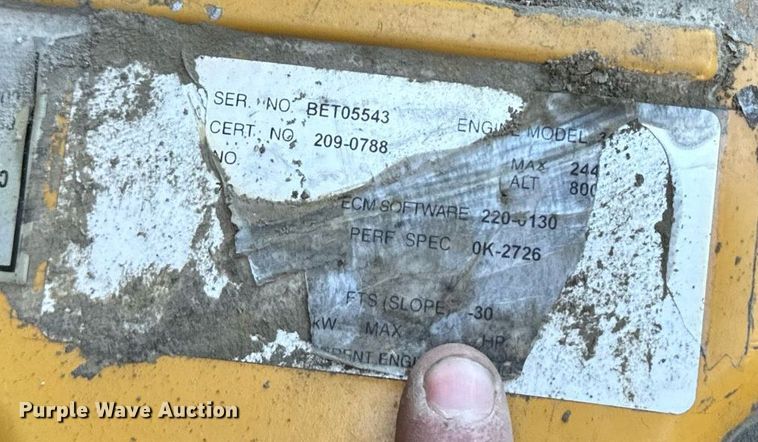 SER. NO. BET05543
ENGINE MODEL
CERT. NO 209-0788
NO.
MAX 244
ALT 800
ECM SOFTWARE
PERF SPEC 0K-2726
FTS (SLOPE) -30
kW MAX HP
Purple Wave Auction